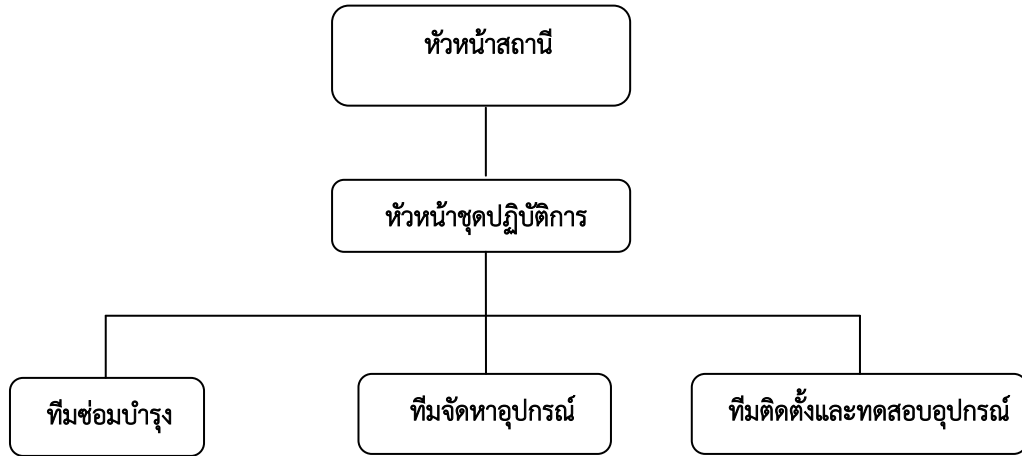 หัวหน้าสถานี
หัวหน้าชุดปฏิบัติการ
ทีมซ่อมบำรุง
ทีมจัดหาอุปกรณ์
ทีมติดตั้งและทดสอบอุปกรณ์